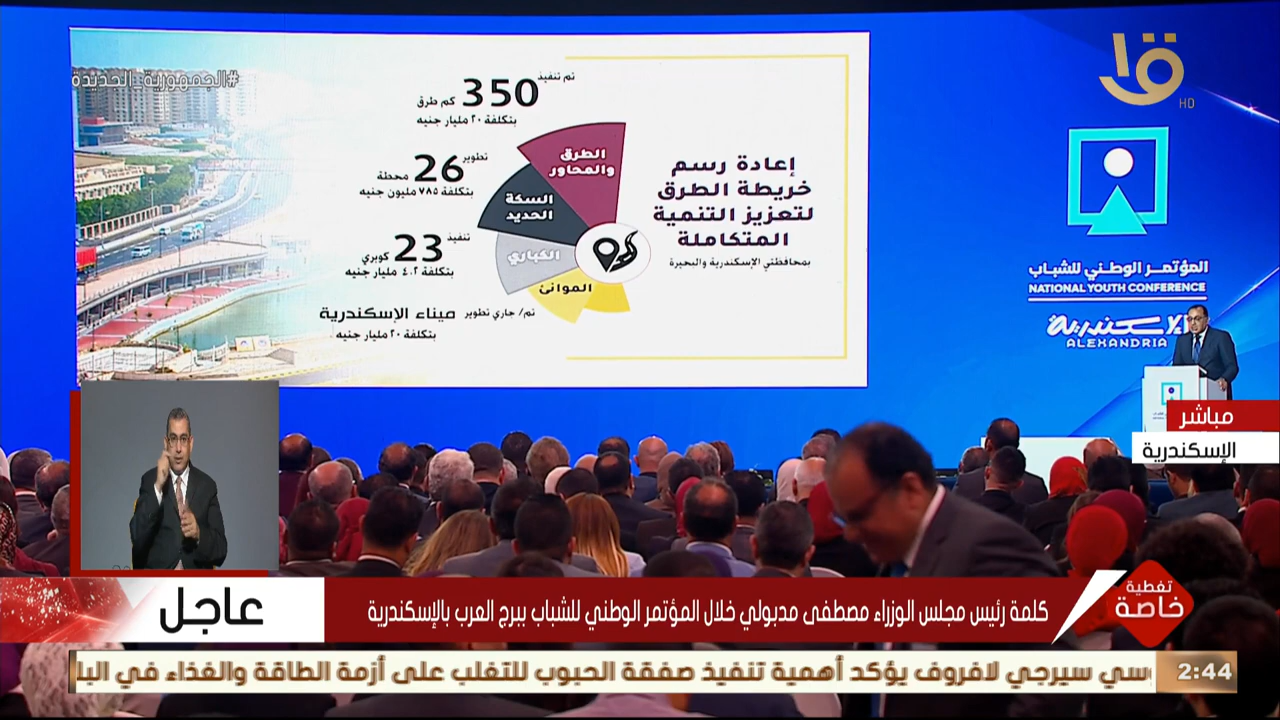 #الجمهورية_الجديدة
HD
تم تنفيذ
350 كم طرق
بتكلفة ٢٠ مليار جنيه
تطوير
26 محطة
بتكلفة ٧٨٥ مليون جنيه
تنفيذ
23 كوبري
بتكلفة ٤.٢ مليار جنيه
تم/ جاري تطوير ميناء الإسكندرية
بتكلفة ٢٠ مليار جنيه
الطرق
والمحاور
السكة
الحديد
الكباري
الموانئ
إعادة رسم
خريطة الطرق
لتعزيز التنمية
المتكاملة
بمحافظتي الإسكندرية والبحيرة
المؤتمر الوطني للشباب
NATIONAL YOUTH CONFERENCE
الإسكندرية
ALEXANDRIA
مباشر
الإسكندرية
تغطية
خاصة
كلمة رئيس مجلس الوزراء مصطفى مدبولي خلال المؤتمر الوطني للشباب ببرج العرب بالإسكندرية
عاجل
سي سيرجي لافروف يؤكد أهمية تنفيذ صفقة الحبوب للتغلب على أزمة الطاقة والغذاء في البا
2:44